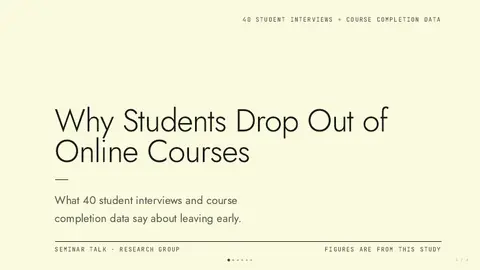 40 STUDENT INTERVIEWS + COURSE COMPLETION DATA
Why Students Drop Out of
Online Courses
What 40 student interviews and course
completion data say about leaving early.
SEMINAR TALK · RESEARCH GROUP
FIGURES ARE FROM THIS STUDY